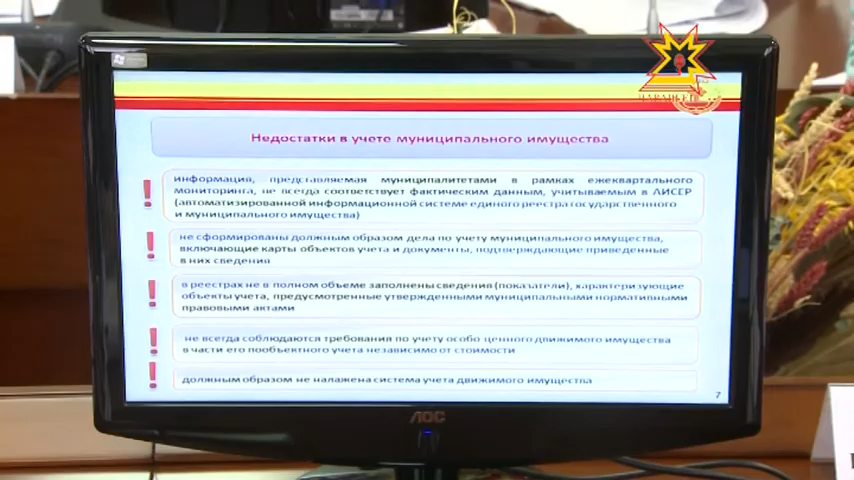 Недостатки в учете муниципального имущества
информация, представляемая муниципалитетами в рамках ежеквартального
мониторинга, не всегда соответствует фактическим данным, учитываемым в АИСЕР
(автоматизированной информационной системе единого реестра государственного
и муниципального имущества)
не сформированы должным образом дела по учету муниципального имущества,
включающие карты объектов учета и документы, подтверждающие приведенные
в них сведения
в реестрах не в полном объеме заполнены сведения (показатели), характеризующие
объекты учета, предусмотренные утвержденными муниципальными нормативными
правовыми актами
не всегда соблюдаются требования по учету особо ценного движимого имущества
в части его пообъектного учета независимо от стоимости
должным образом не налажена система учета движимого имущества
7
AOC